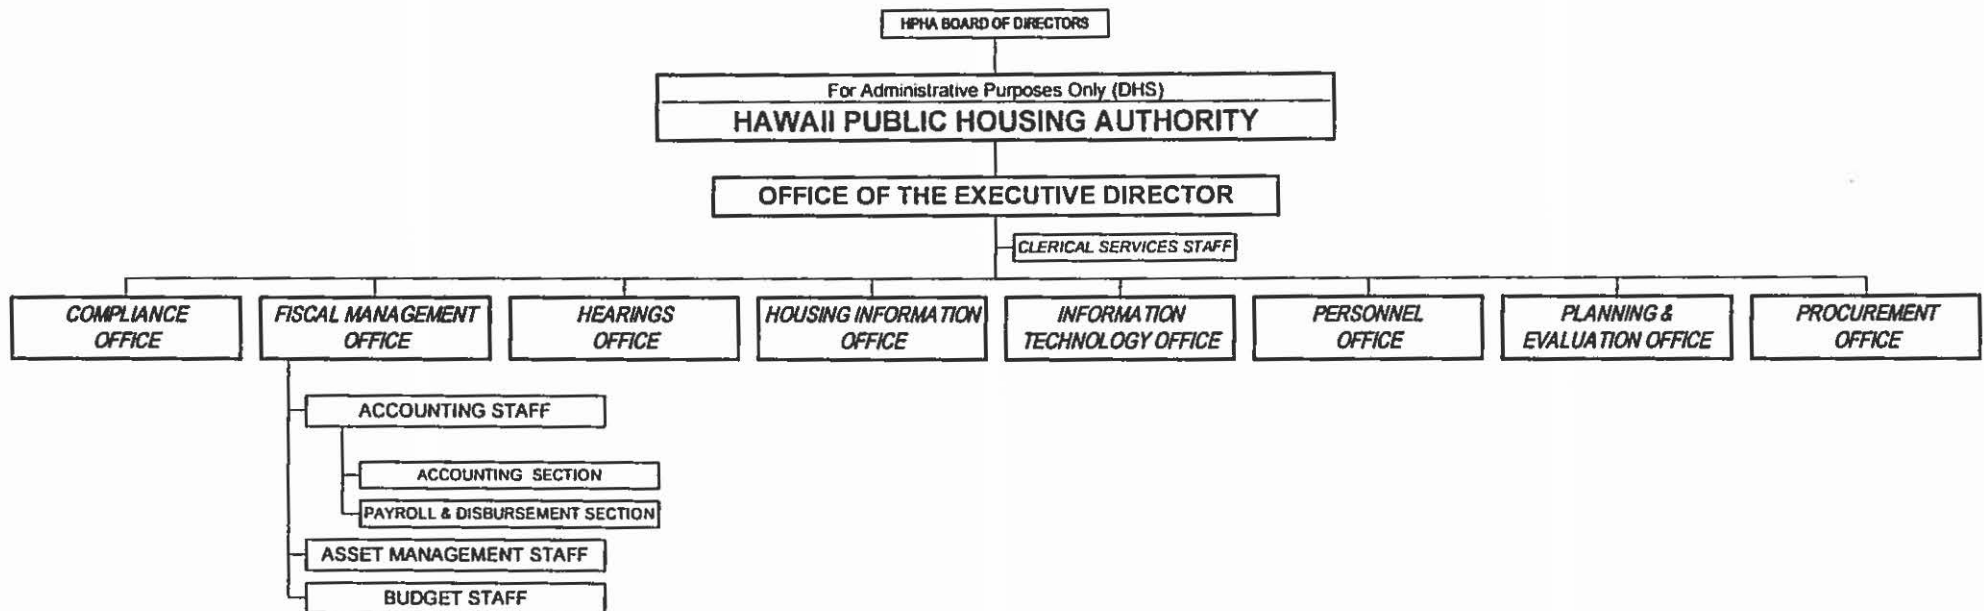 HPHA BOARD OF DIRECTORS
For Administrative Purposes Only (DHS)
HAWAII PUBLIC HOUSING AUTHORITY
OFFICE OF THE EXECUTIVE DIRECTOR
CLERICAL SERVICES STAFF
COMPLIANCE
OFFICE
FISCAL MANAGEMENT
OFFICE
HEARINGS
OFFICE
HOUSING INFORMATION
OFFICE
INFORMATION
TECHNOLOGY OFFICE
PERSONNEL
OFFICE
PLANNING &
EVALUATION OFFICE
PROCUREMENT
OFFICE
ACCOUNTING STAFF
ACCOUNTING SECTION
PAYROLL & DISBURSEMENT SECTION
ASSET MANAGEMENT STAFF
BUDGET STAFF